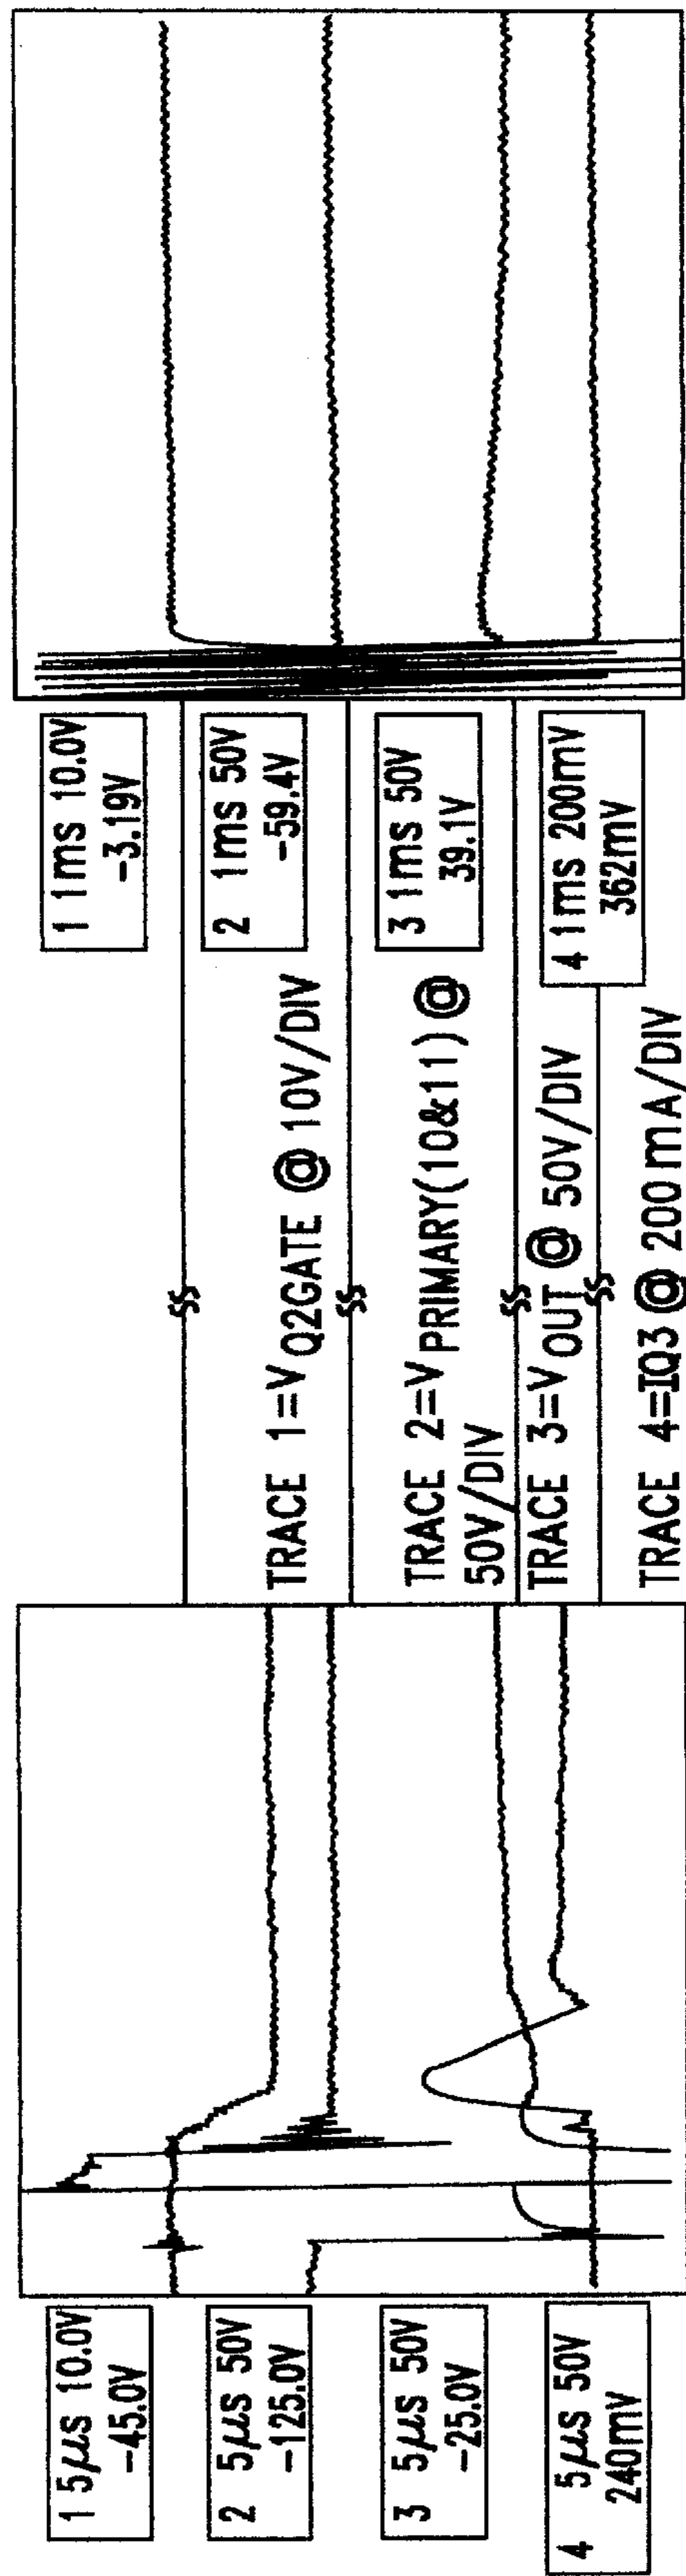 1 5µs 10.0V
-45.0V
2 5µs 50V
-125.0V
3 5µs 50V
-25.0V
4 5µs 50V
240mV
TRACE 1=VQ2GATE @ 10V/DIV
TRACE 2=VPRIMARY(10&11) @
50V/DIV
TRACE 3=VOUT @ 50V/DIV
TRACE 4=IQ3 @ 200 mA/DIV
1 1ms 10.0V
-3.19V
2 1ms 50V
-59.4V
3 1ms 50V
39.1V
4 1ms 200mV
362mV